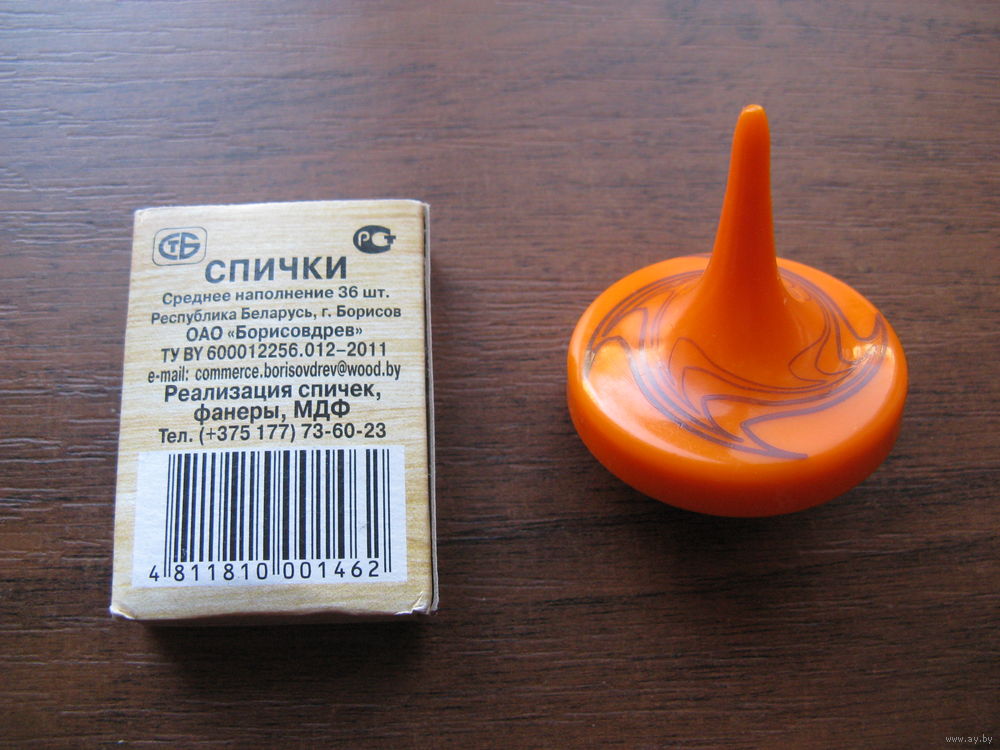 СТБ
РСТ
СПИЧКИ
Среднее наполнение 36 шт.
Республика Беларусь, г. Борисов
ОАО «Борисовдрев»
ТУ BY 600012256.012–2011
e-mail: commerce.borisovdrev@wood.by
Реализация спичек,
фанеры, МДФ
Тел. (+375 177) 73-60-23
4 811810 001462
www.ay.by